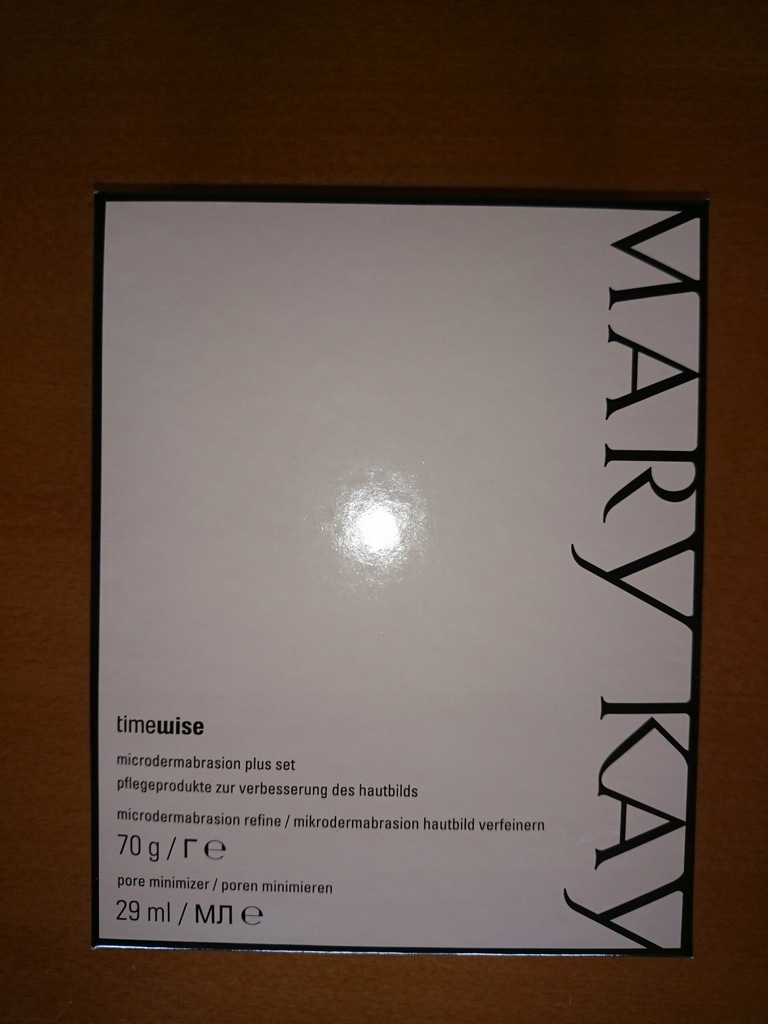 MARY KAY
timewise
microdermabrasion plus set
pflegeprodukte zur verbesserung des hautbilds
microdermabrasion refine / mikrodermabrasion hautbild verfeinern
70 g / Г ℮
pore minimizer / poren minimieren
29 ml / МЛ ℮